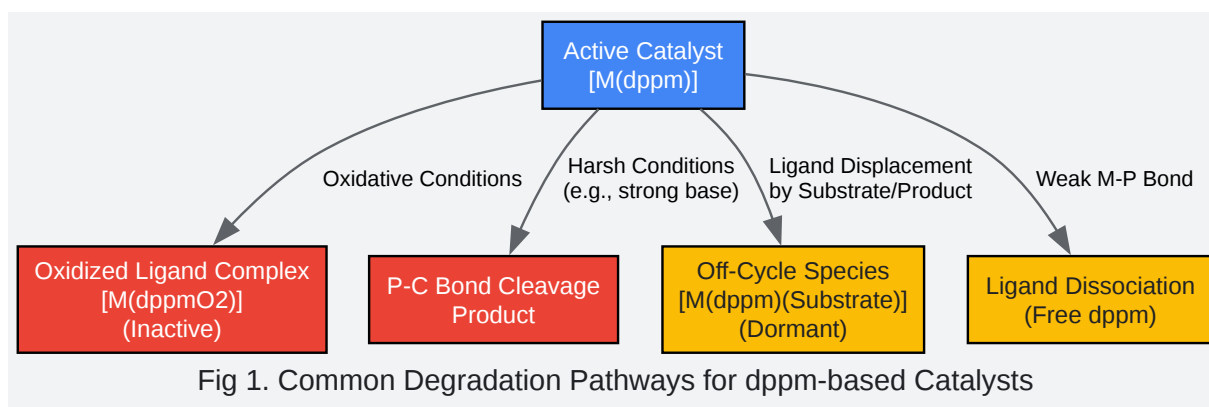 Active Catalyst
[M(dppm)]
Oxidative Conditions
Harsh Conditions
(e.g., strong base)
Ligand Displacement
by Substrate/Product
Weak M-P Bond
Oxidized Ligand Complex
[M(dppmO2)]
(Inactive)
P-C Bond Cleavage
Product
Off-Cycle Species
[M(dppm)(Substrate)]
(Dormant)
Ligand Dissociation
(Free dppm)
Fig 1. Common Degradation Pathways for dppm-based Catalysts